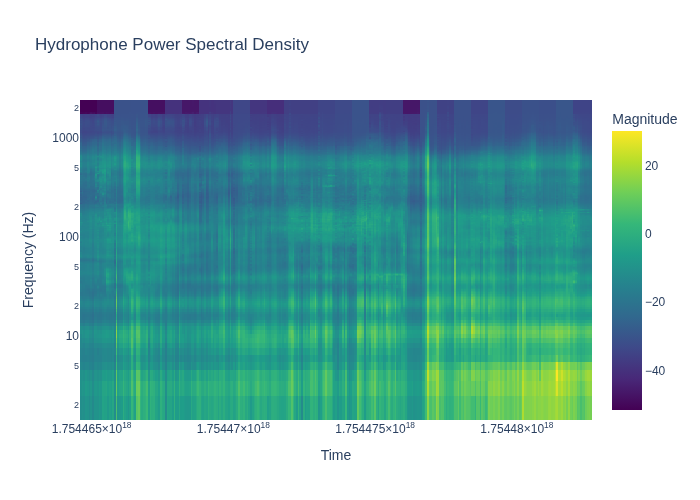 Hydrophone Power Spectral Density
Magnitude
2
1000
5
2
100
5
2
10
5
2
Frequency (Hz)
20
0
−20
−40
1.754465×10¹⁸ 1.75447×10¹⁸ 1.754475×10¹⁸ 1.75448×10¹⁸
Time